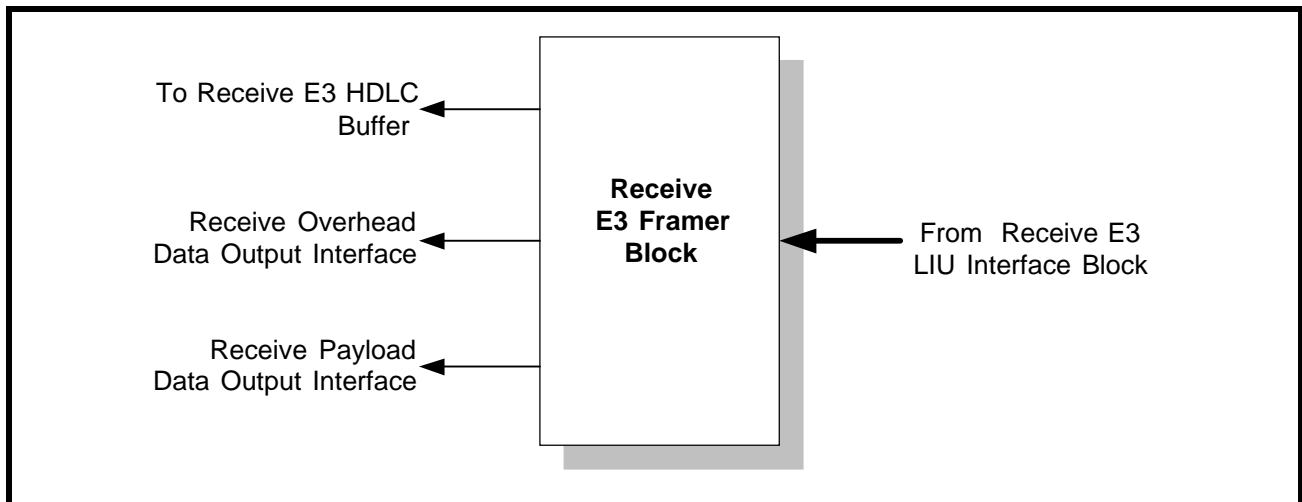 To Receive E3 HDLC
Buffer
Receive Overhead
Data Output Interface
Receive Payload
Data Output Interface
Receive
E3 Framer
Block
From Receive E3
LIU Interface Block